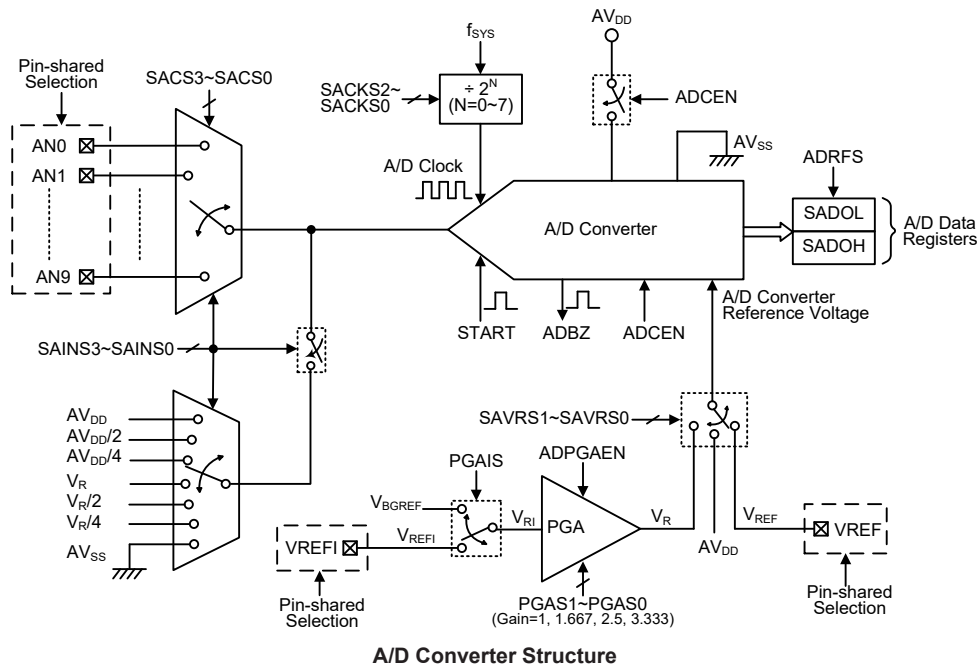 Pin-shared
Selection
SACS3~SACS0
AN0
AN1
AN9
fSYS
SACKS2~
SACKS0
÷ 2^N
(N=0~7)
A/D Clock
AVDD
ADCEN
AVSS
A/D Converter
ADRFS
SADOL
SADOH
A/D Data
Registers
START
ADBZ
ADCEN
A/D Converter
Reference Voltage
SAINS3~SAINS0
AVDD
AVDD/2
AVDD/4
VR
VR/2
VR/4
AVSS
SAVRS1~SAVRS0
PGAIS
ADPGAEN
VBGREF
VREFI
VREFI
VRI
PGA
VR
AVDD
VREF
VREF
Pin-shared
Selection
PGAS1~PGAS0
(Gain=1, 1.667, 2.5, 3.333)
Pin-shared
Selection
A/D Converter Structure